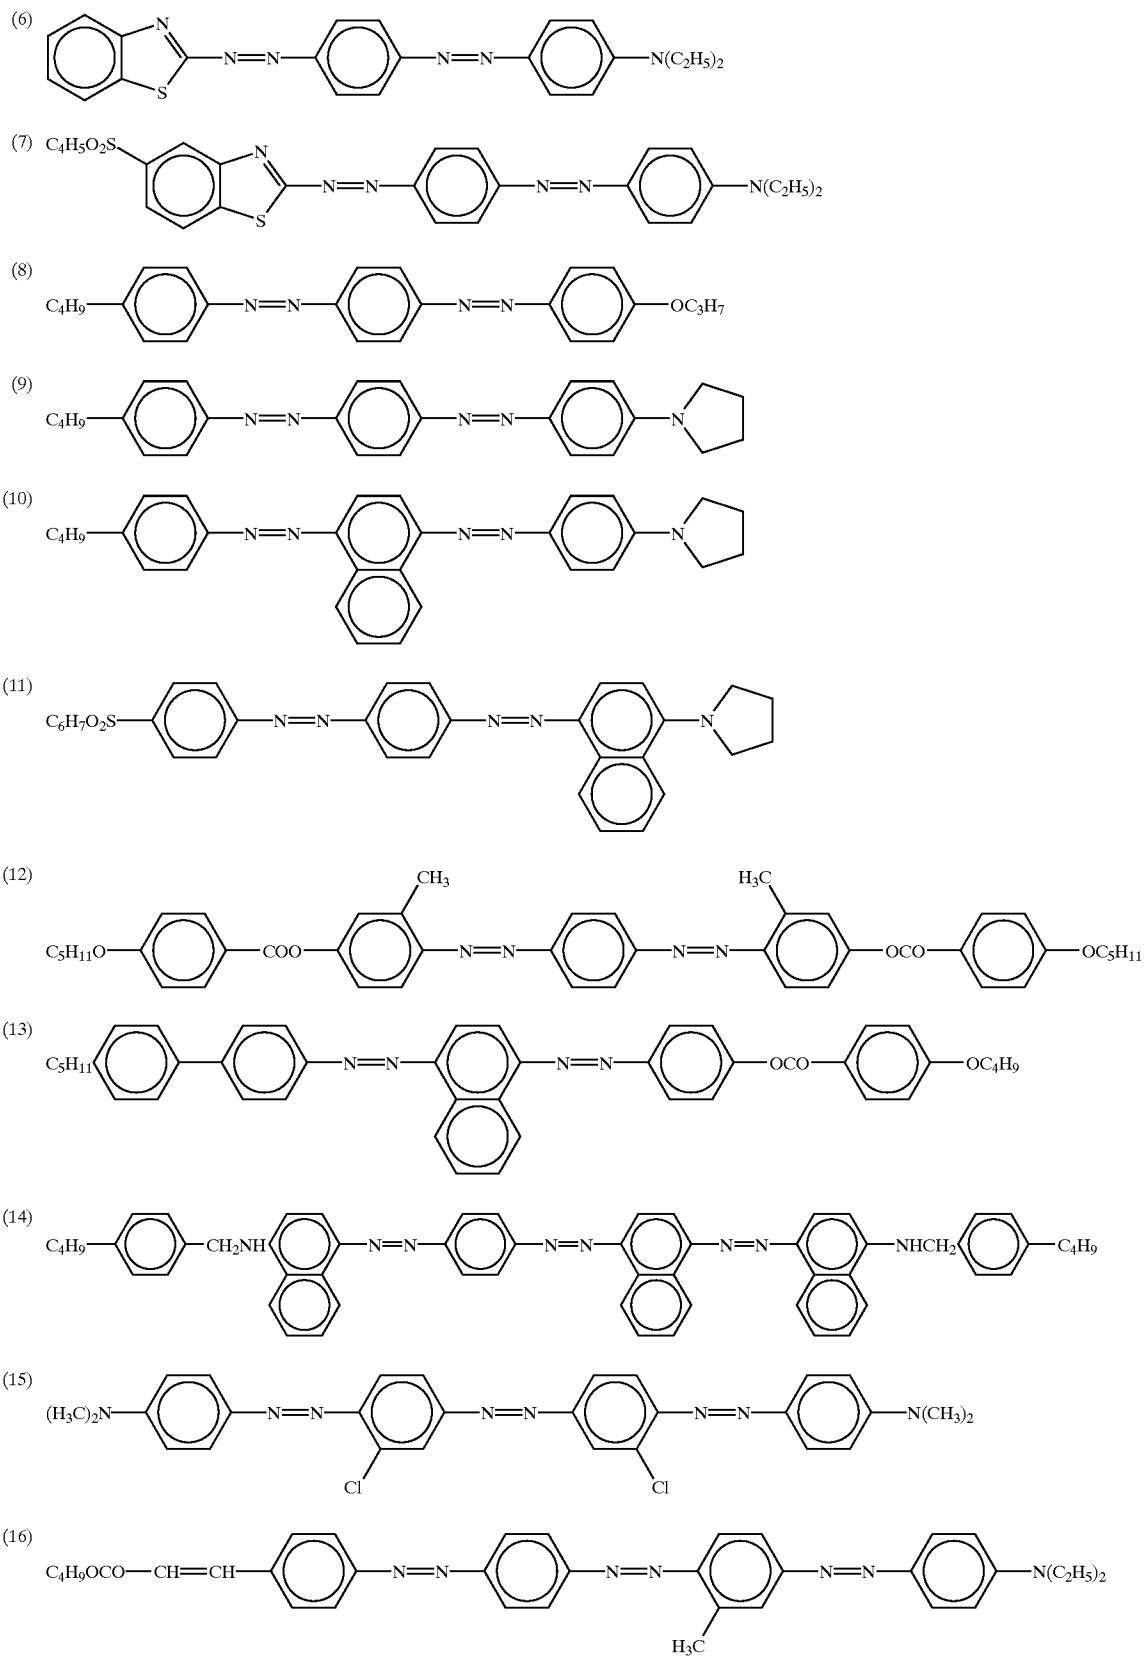 (6) N S N=N N=N N(C2H5)2
(7) C4H5O2S N S N=N N=N N(C2H5)2
(8) C4H9 N=N N=N OC3H7
(9) C4H9 N=N N=N N
(10) C4H9 N=N N=N N
(11) C6H7O2S N=N N=N N
(12) CH3 H3C
C5H11O COO N=N N=N OCO OC5H11
(13) C5H11 N=N N=N OCO OC4H9
(14) C4H9 CH2NH N=N N=N N=N NHCH2 C4H9
(15) (H3C)2N N=N N=N N=N N(CH3)2
Cl Cl
(16) C4H9OCO CH=CH N=N N=N N=N N(C2H5)2
H3C